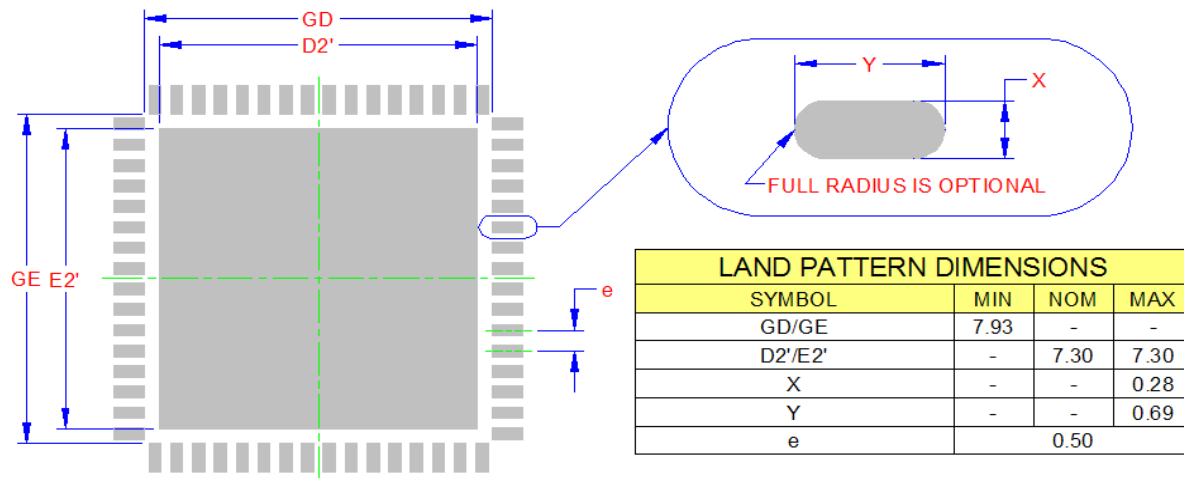 GD
D2'
Y
X
FULL RADIUS IS OPTIONAL
GE E2'
e
LAND PATTERN DIMENSIONS
SYMBOL MIN NOM MAX
GD/GE 7.93 - -
D2'/E2' - 7.30 7.30
X - - 0.28
Y - - 0.69
e 0.50